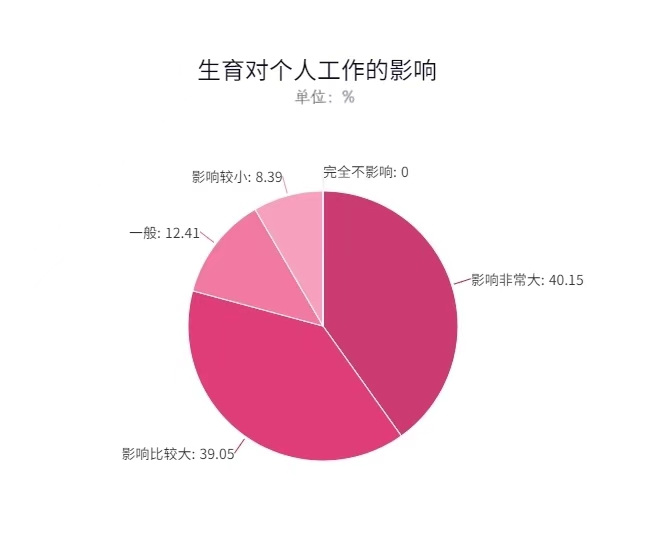 生育对个人工作的影响
单位：%
影响较小: 8.39
完全不影响: 0
一般: 12.41
影响非常大: 40.15
影响比较大: 39.05